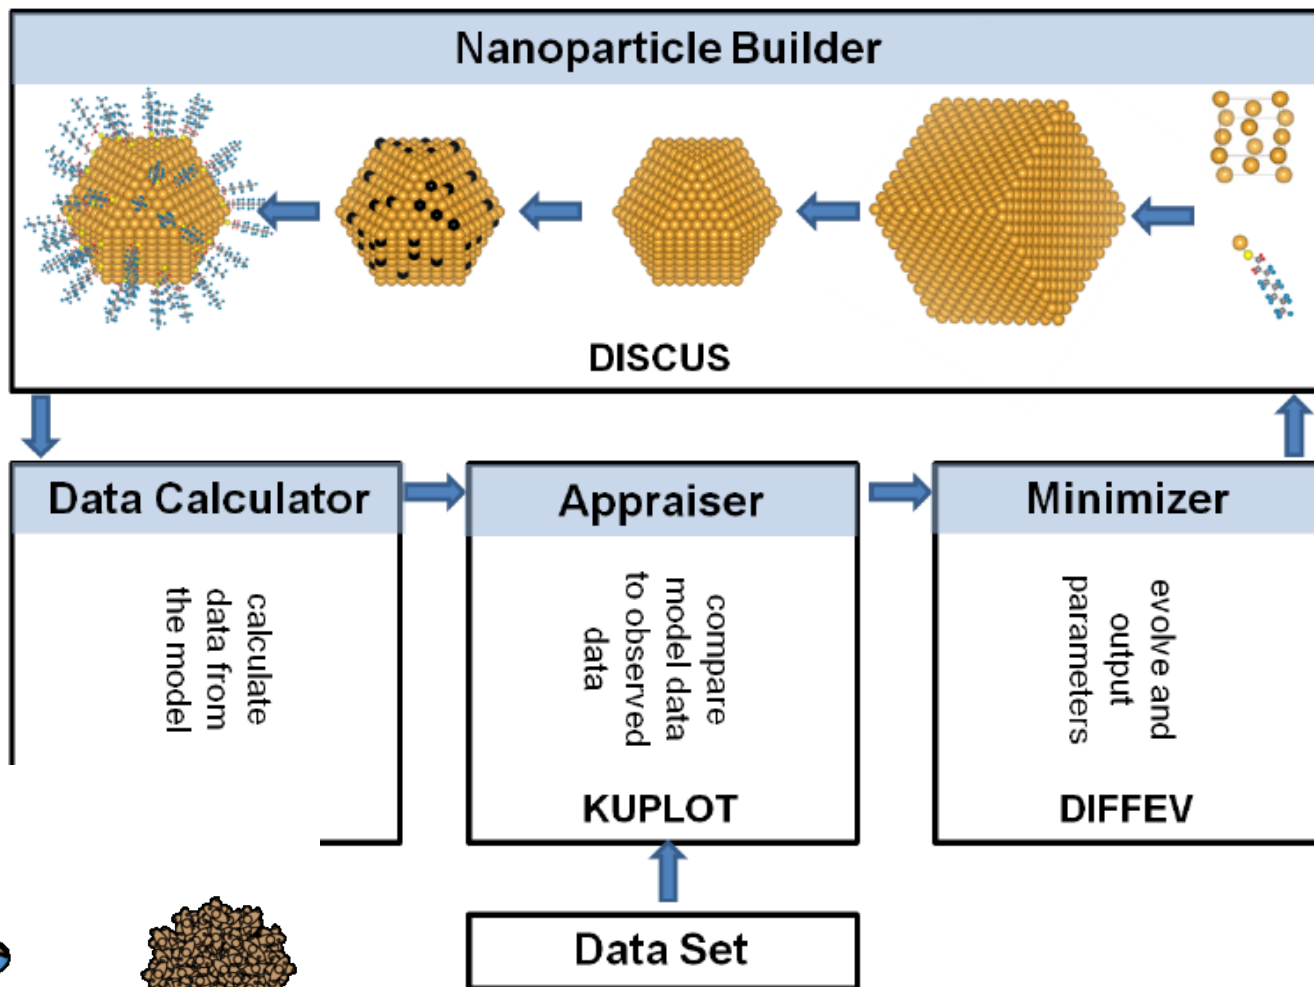 Nanoparticle Builder
DISCUS
Data Calculator
calculate
data from
the model
Appraiser
compare
model data
to observed
data
KUPLOT
Minimizer
evolve and
output
parameters
DIFFEV
Data Set